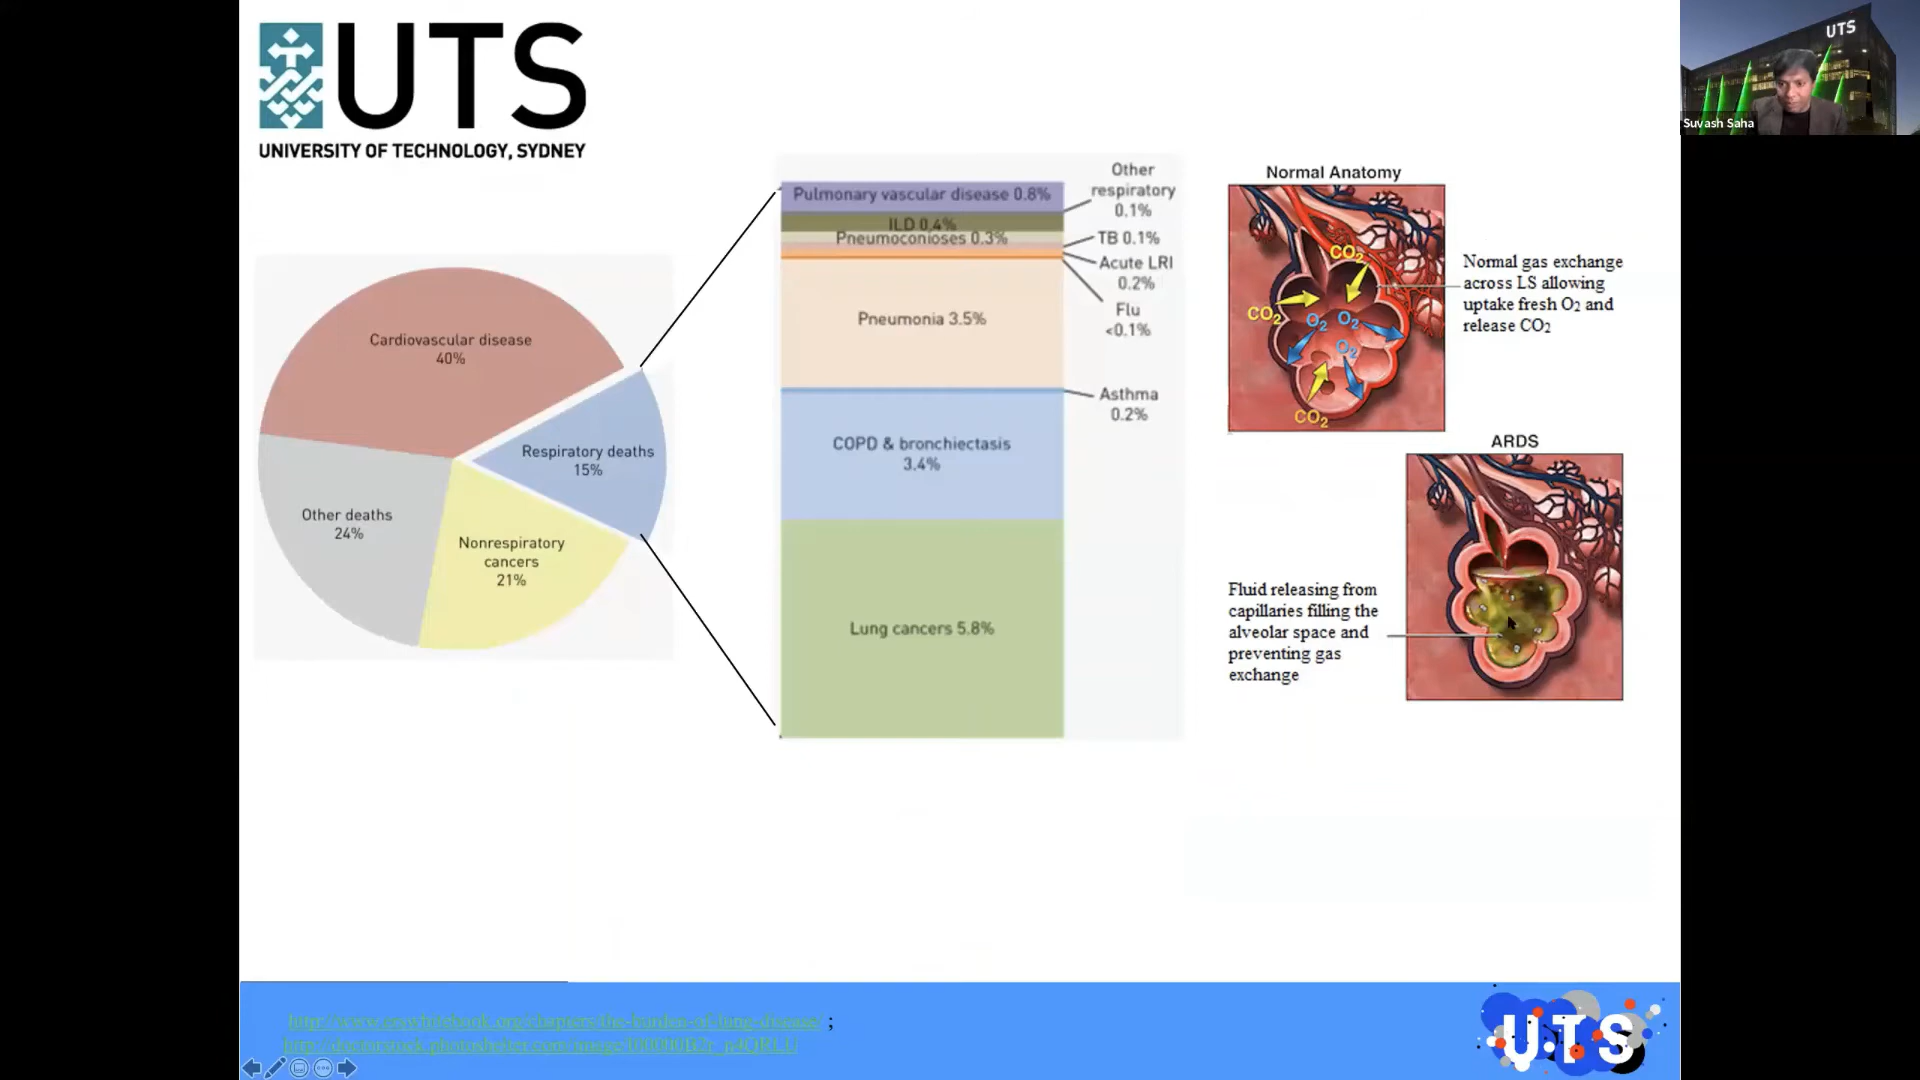 UTS
UNIVERSITY OF TECHNOLOGY, SYDNEY
UTS
Suvash Saha
Cardiovascular disease
40%
Respiratory deaths
15%
Other deaths
24%
Nonrespiratory
cancers
21%
Pulmonary vascular disease 0.8%
ILD 0.4%
Pneumoconioses 0.3%
Pneumonia 3.5%
COPD & bronchiectasis
3.4%
Lung cancers 5.8%
Other
respiratory
0.1%
TB 0.1%
Acute LRI
0.2%
Flu
<0.1%
Asthma
0.2%
Normal Anatomy
CO2
CO2
O2
O2
O2
CO2
Normal gas exchange
across LS allowing
uptake fresh O2 and
release CO2
ARDS
Fluid releasing from
capillaries filling the
alveolar space and
preventing gas
exchange
UTS